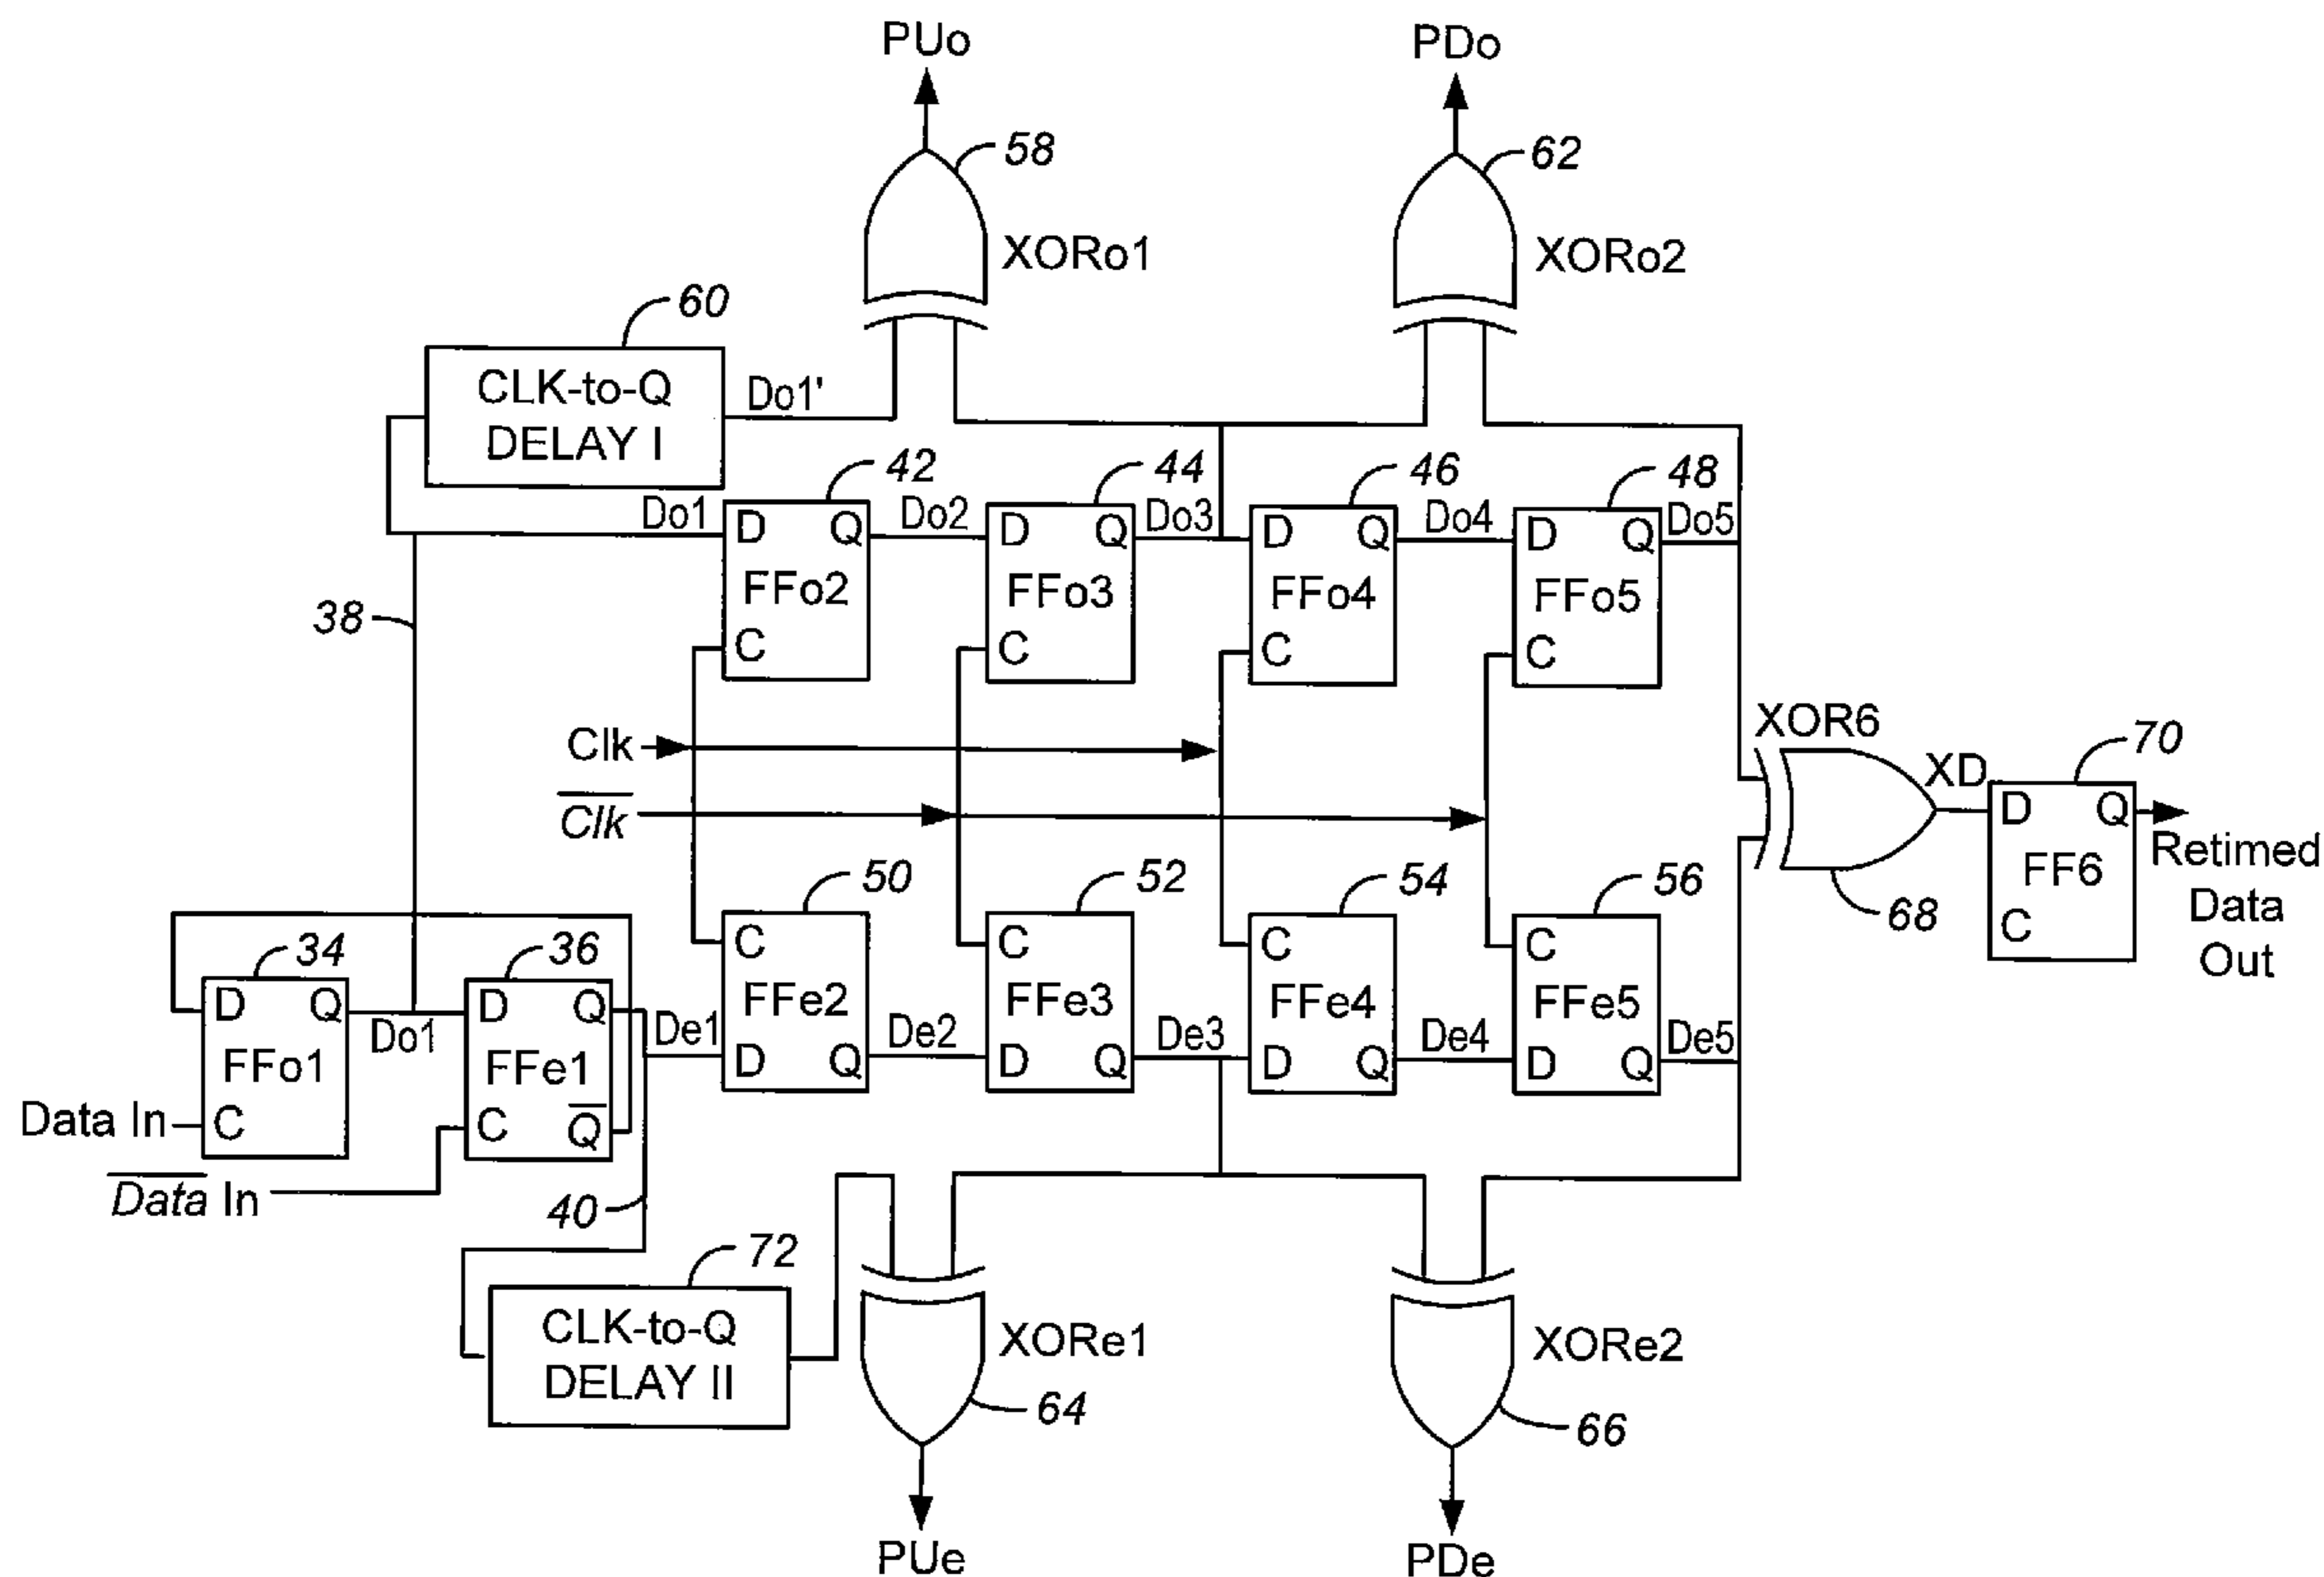 PUo
PDo
58
62
XORo1
XORo2
60
CLK-to-Q
DELAY I
Do1'
42
44
46
48
Do1
D
Q
FFo2
C
Do2
D
Q
FFo3
C
Do3
D
Q
FFo4
C
Do4
D
Q
FFo5
C
Do5
38
Clk
C̅l̅k̅
XOR6
XD
70
D
Q
FF6
C
68
Retimed
Data
Out
34
36
50
52
54
56
D
Q
FFo1
C
Do1
D
Q
FFe1
C
Q̅
De1
C
FFe2
D
Q
De2
C
FFe3
D
Q
De3
C
FFe4
D
Q
De4
C
FFe5
D
Q
De5
Data In
D̅a̅t̅a̅ In
40
72
CLK-to-Q
DELAY II
XORe1
XORe2
64
66
PUe
PDe